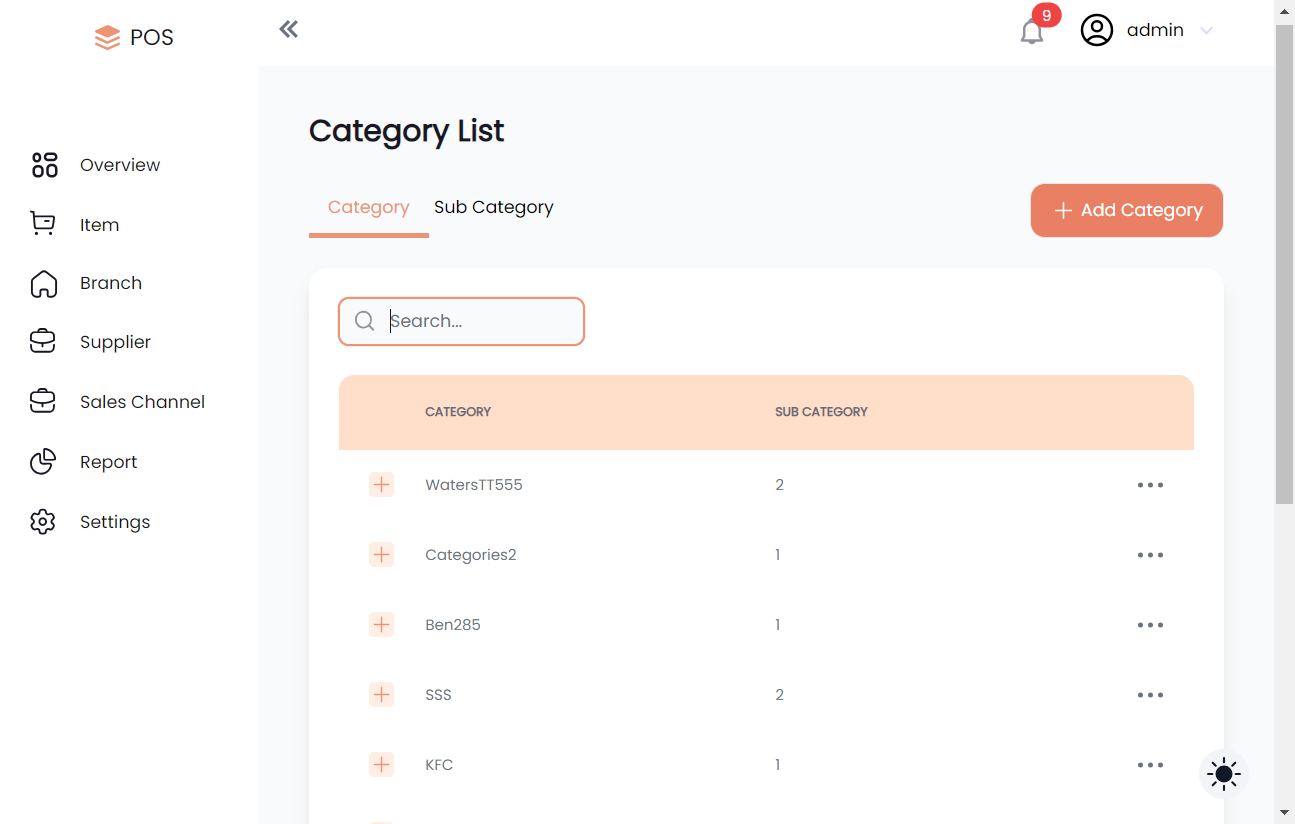 POS
9
admin
Overview
Item
Branch
Supplier
Sales Channel
Report
Settings
Category List
Category
Sub Category
Add Category
Search...
CATEGORY SUB CATEGORY
WatersTT555 2
Categories2 1
Ben285 1
SSS 2
KFC 1